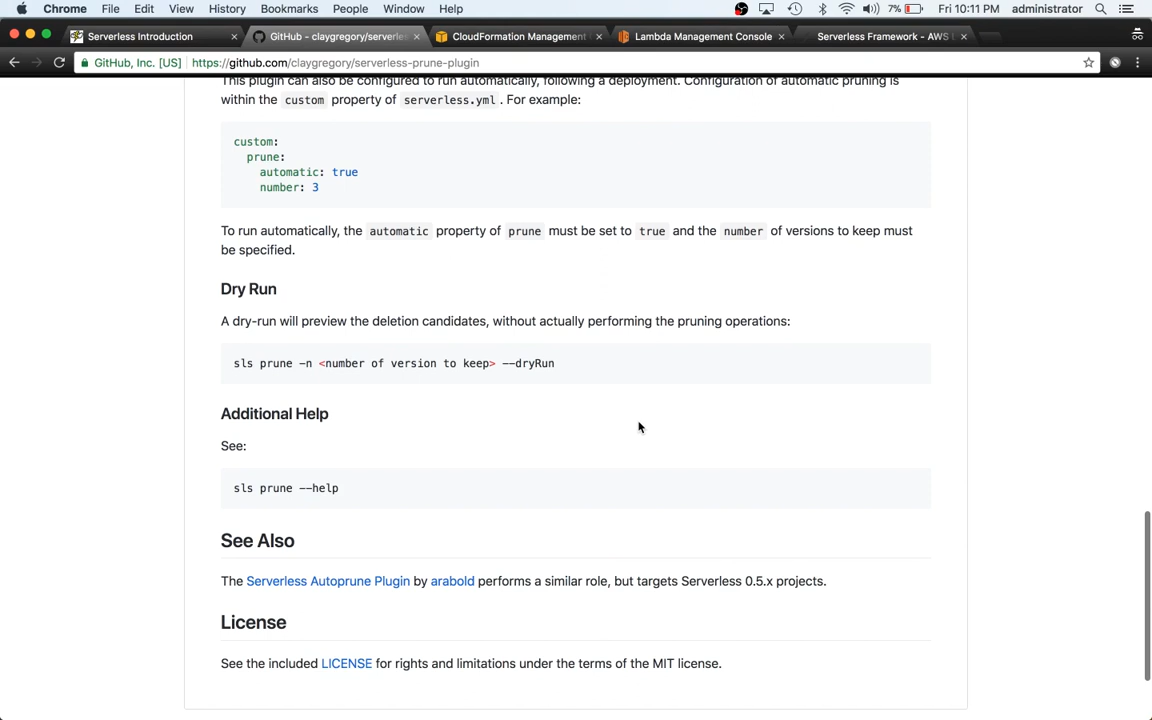 Chrome File Edit View History Bookmarks People Window Help 7% Fri 10:11 PM administrator
Serverless Introduction × GitHub - claygregory/serverles × CloudFormation Management × Lambda Management Console × Serverless Framework - AWS L ×
GitHub, Inc. [US] https://github.com/claygregory/serverless-prune-plugin
This plugin can also be configured to run automatically, following a deployment. Configuration of automatic pruning is
within the custom property of serverless.yml . For example:
custom:
prune:
automatic: true
number: 3
To run automatically, the automatic property of prune must be set to true and the number of versions to keep must
be specified.
Dry Run
A dry-run will preview the deletion candidates, without actually performing the pruning operations:
sls prune -n <number of version to keep> --dryRun
Additional Help
See:
sls prune --help
See Also
The Serverless Autoprune Plugin by arabold performs a similar role, but targets Serverless 0.5.x projects.
License
See the included LICENSE for rights and limitations under the terms of the MIT license.